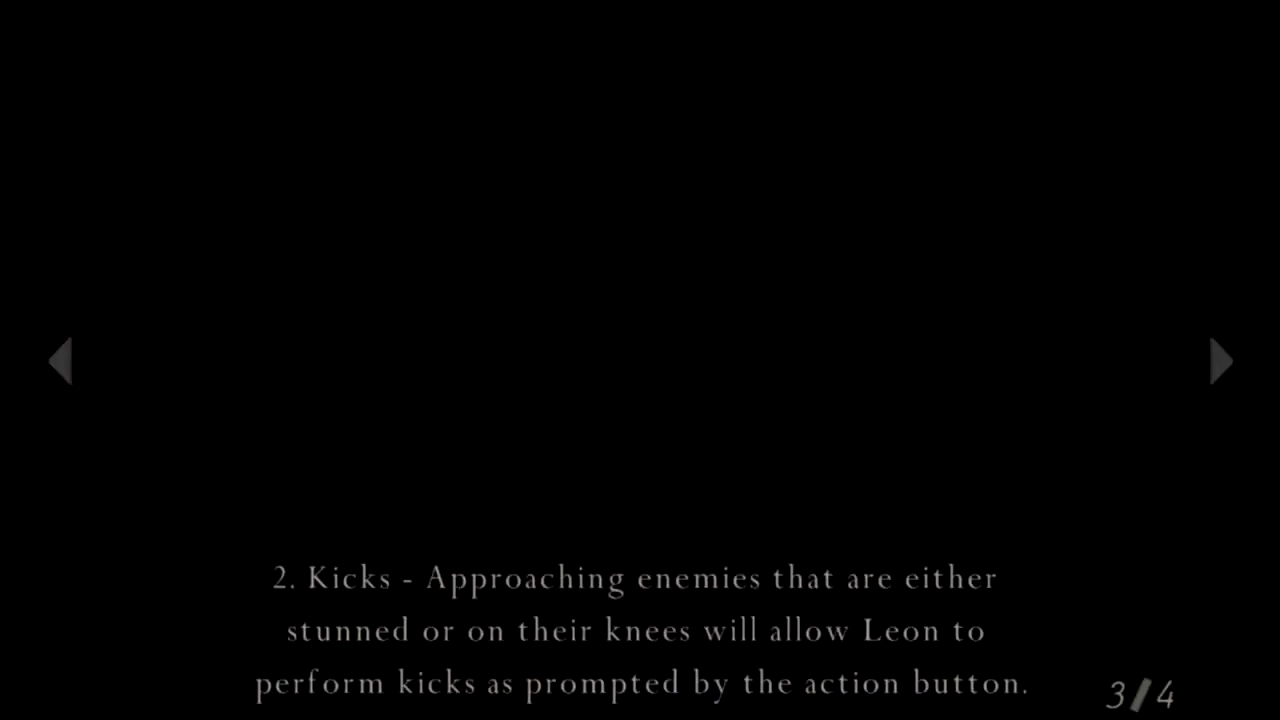 2. Kicks - Approaching enemies that are either
stunned or on their knees will allow Leon to
perform kicks as prompted by the action button.
3/4